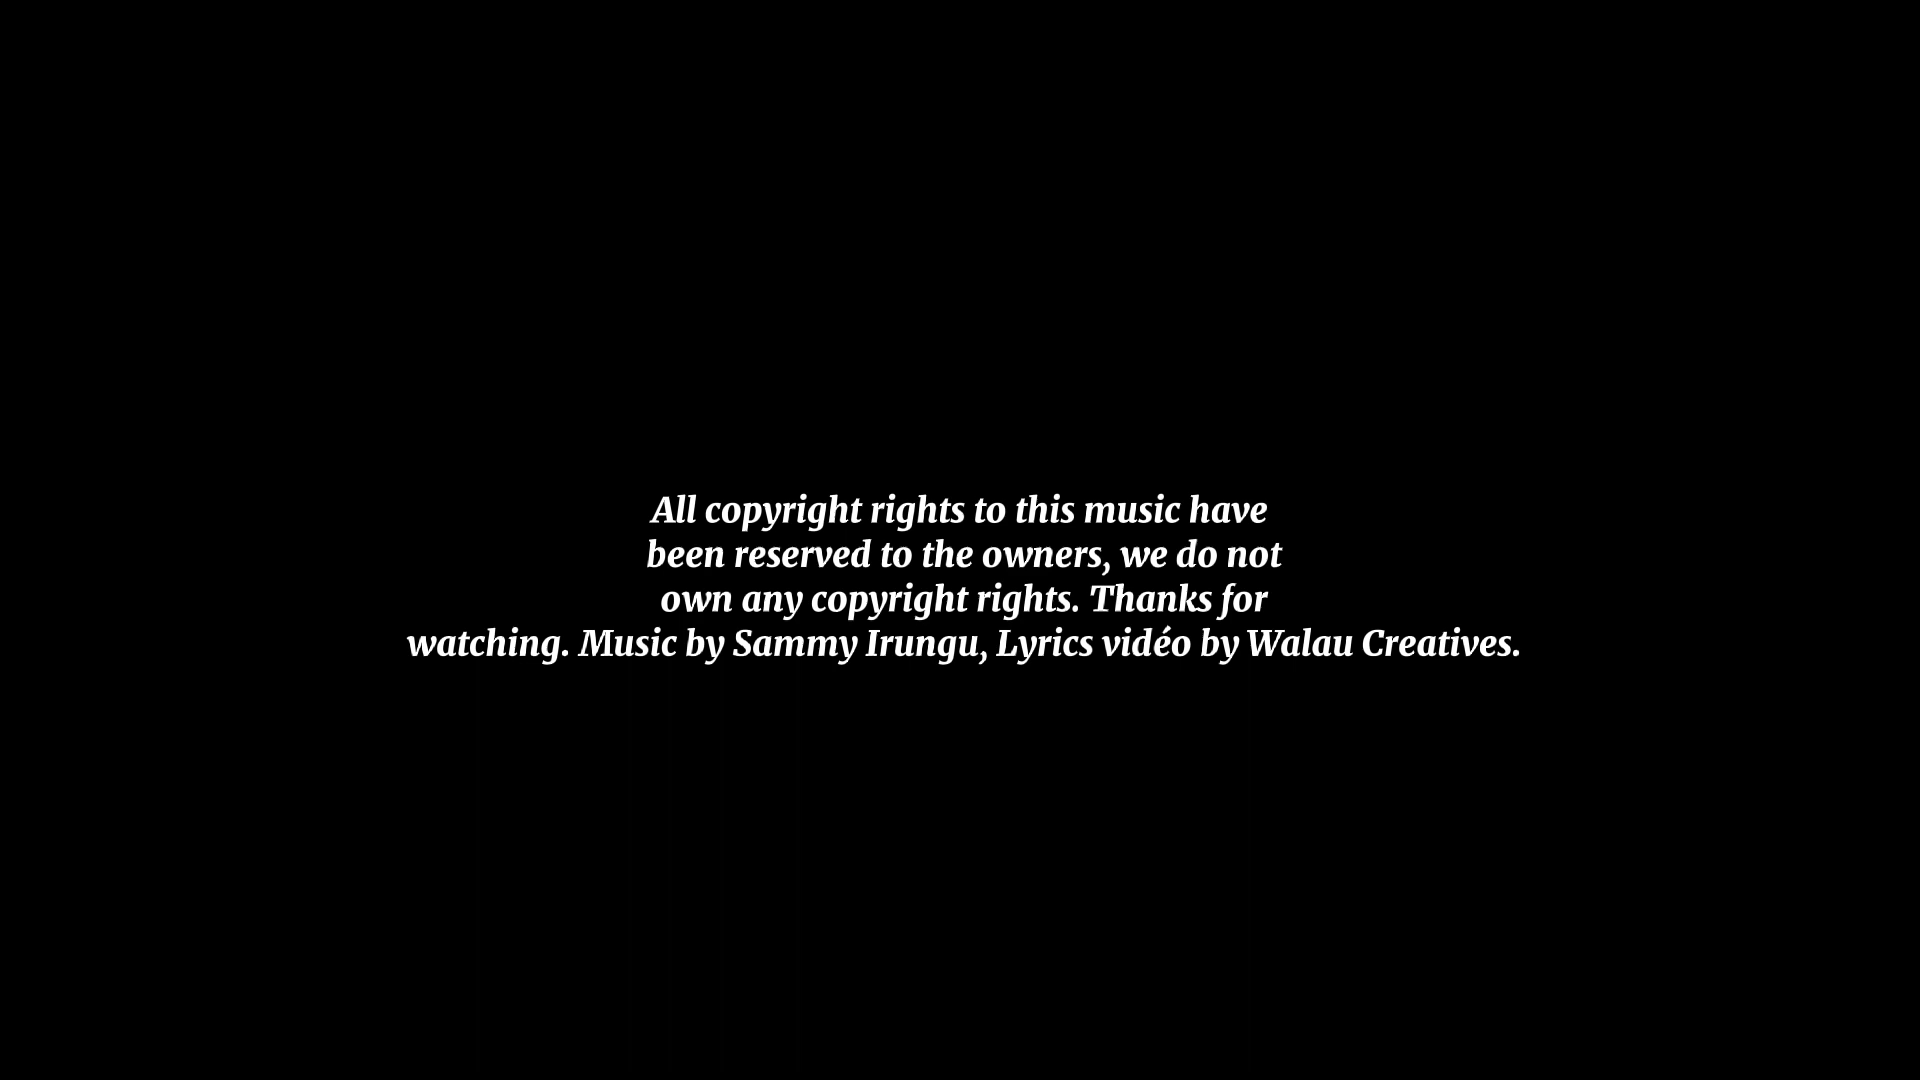 All copyright rights to this music have
been reserved to the owners, we do not
own any copyright rights. Thanks for
watching. Music by Sammy Irungu, Lyrics vidéo by Walau Creatives.